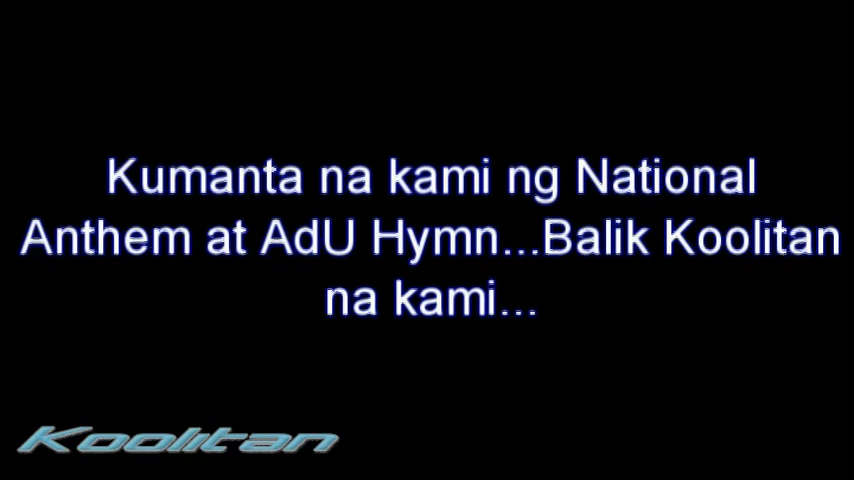 Kumanta na kami ng National
Anthem at AdU Hymn...Balik Koolitan
na kami...
Koolitan